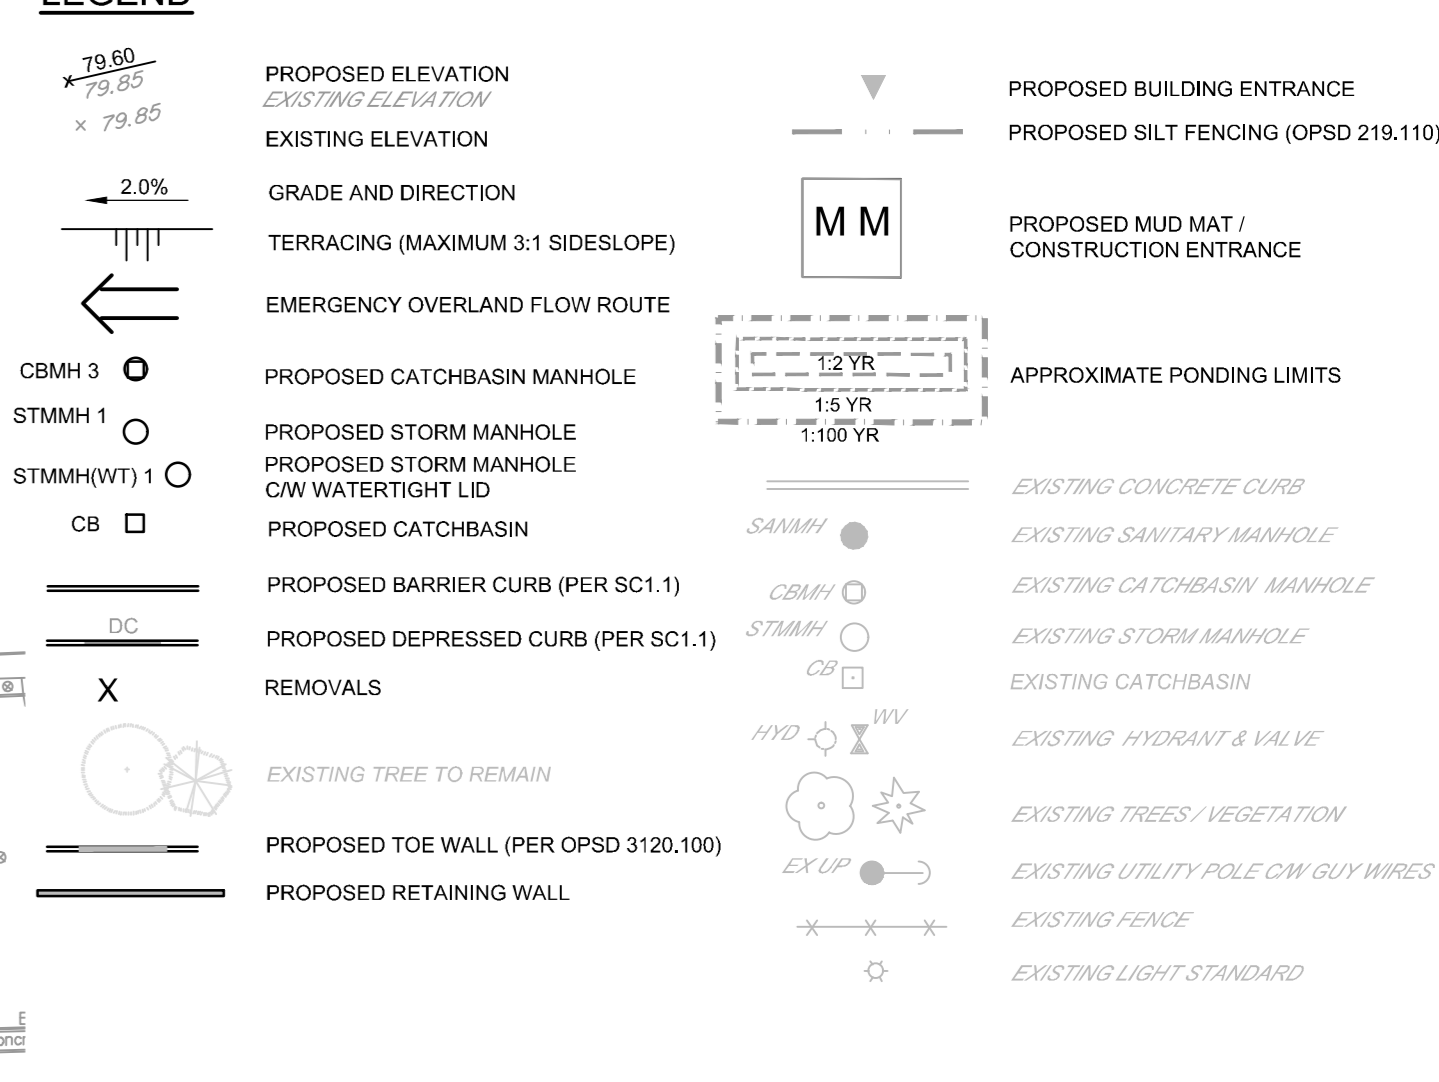 LEGEND
79.60
79.85
PROPOSED ELEVATION
EXISTING ELEVATION
× 79.85
EXISTING ELEVATION
2.0%
GRADE AND DIRECTION
TERRACING (MAXIMUM 3:1 SIDESLOPE)
EMERGENCY OVERLAND FLOW ROUTE
CBMH 3
PROPOSED CATCHBASIN MANHOLE
STMMH 1
PROPOSED STORM MANHOLE
STMMH(WT) 1
PROPOSED STORM MANHOLE
C/W WATERTIGHT LID
CB
PROPOSED CATCHBASIN
PROPOSED BARRIER CURB (PER SC1.1)
DC
PROPOSED DEPRESSED CURB (PER SC1.1)
X
REMOVALS
EXISTING TREE TO REMAIN
PROPOSED TOE WALL (PER OPSD 3120.100)
PROPOSED RETAINING WALL
PROPOSED BUILDING ENTRANCE
PROPOSED SILT FENCING (OPSD 219.110)
M M
PROPOSED MUD MAT /
CONSTRUCTION ENTRANCE
1:2 YR
1:5 YR
1:100 YR
APPROXIMATE PONDING LIMITS
EXISTING CONCRETE CURB
SANMH
EXISTING SANITARY MANHOLE
CBMH
EXISTING CATCHBASIN MANHOLE
STMMH
EXISTING STORM MANHOLE
CB
EXISTING CATCHBASIN
HYD
WV
EXISTING HYDRANT & VALVE
EXISTING TREES / VEGETATION
EX UP
EXISTING UTILITY POLE C/W GUY WIRES
EXISTING FENCE
EXISTING LIGHT STANDARD